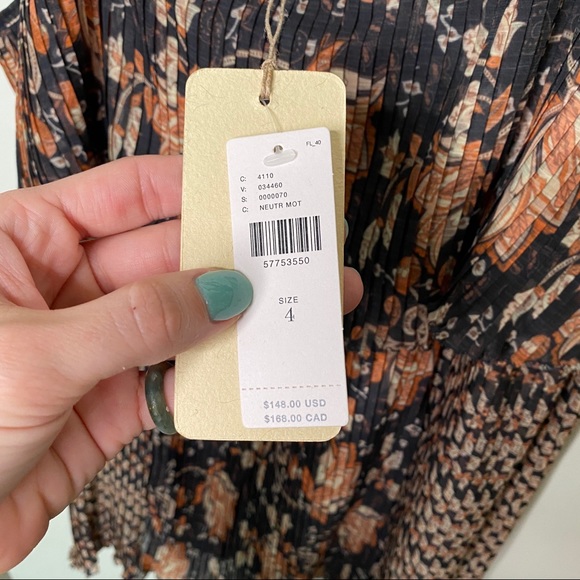 FL_40
C: 4110
V: 034460
S: 0000070
C: NEUTR MOT
57753550
SIZE
4
$148.00 USD
$168.00 CAD